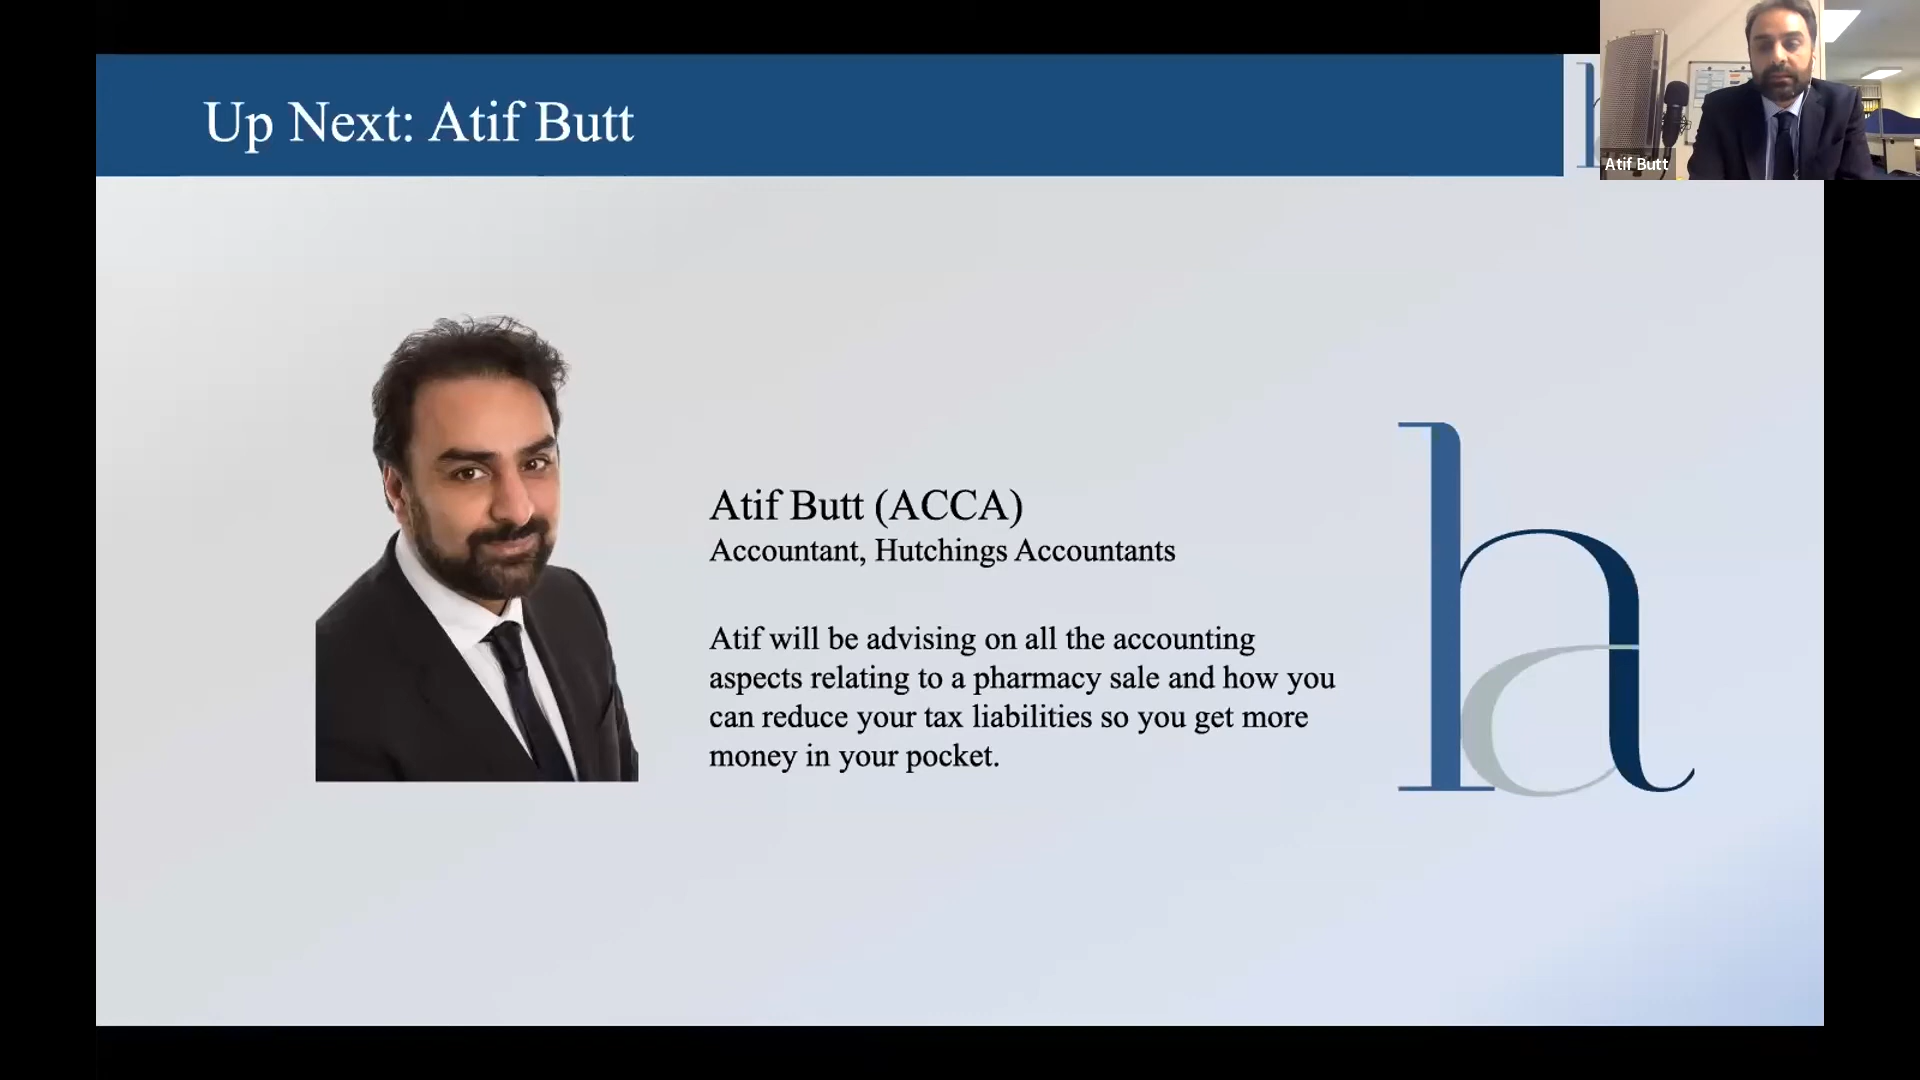 Up Next: Atif Butt
Atif Butt
Atif Butt (ACCA)
Accountant, Hutchings Accountants
Atif will be advising on all the accounting
aspects relating to a pharmacy sale and how you
can reduce your tax liabilities so you get more
money in your pocket.
ha